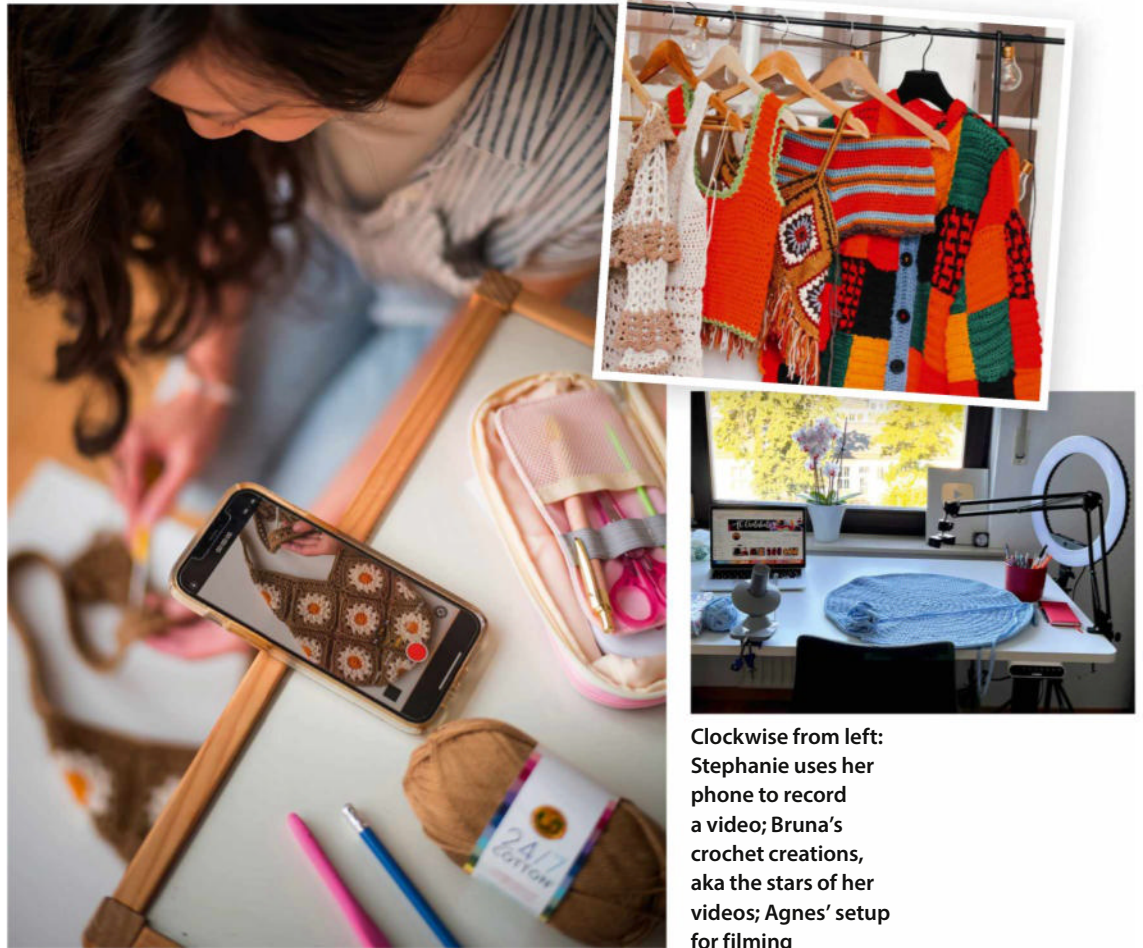 24/7
COTTON
Clockwise from left:
Stephanie uses her
phone to record
a video; Bruna’s
crochet creations,
aka the stars of her
videos; Agnes’ setup
for filming